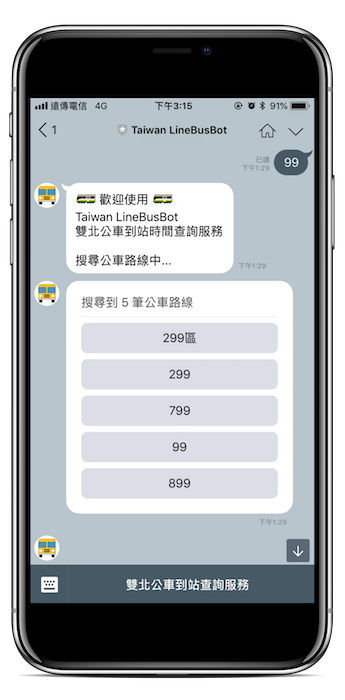 遠傳電信 4G 下午3:15 91%
1 Taiwan LineBusBot
已讀
下午1:29
99
歡迎使用
Taiwan LineBusBot
雙北公車到站時間查詢服務
搜尋公車路線中...
下午1:29
搜尋到 5 筆公車路線
299區
299
799
99
899
下午1:29
雙北公車到站查詢服務